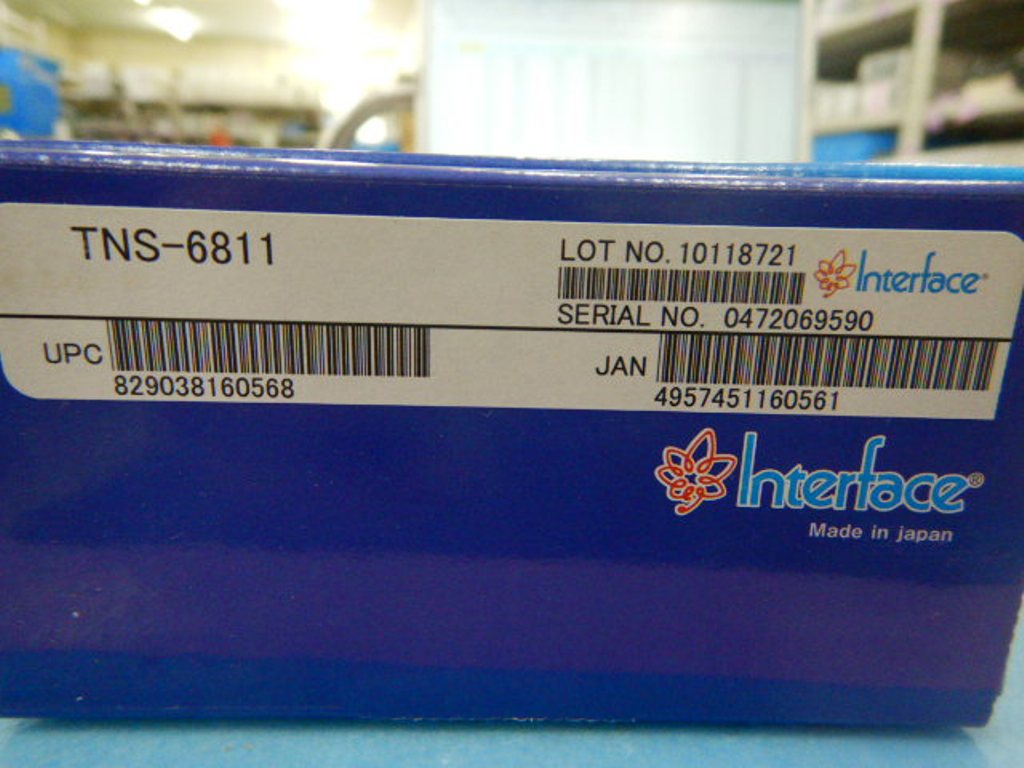 TNS-6811
LOT NO. 10118721
Interface®
SERIAL NO. 0472069590
UPC
829038160568
JAN
4957451160561
Interface®
Made in japan